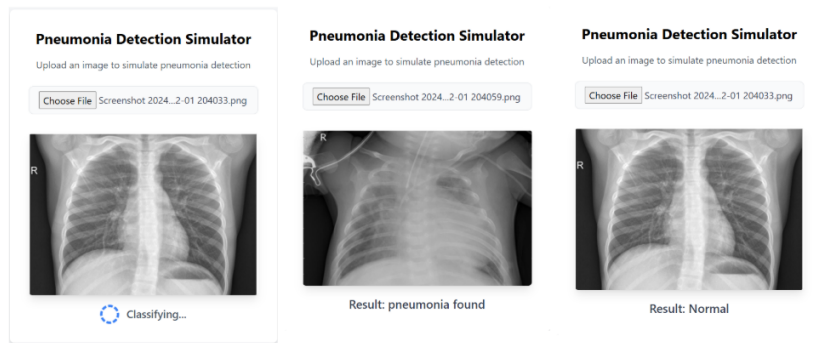 Pneumonia Detection Simulator
Upload an image to simulate pneumonia detection
Choose File Screenshot 2024...2-01 204033.png
R
Classifying...
Pneumonia Detection Simulator
Upload an image to simulate pneumonia detection
Choose File Screenshot 2024...2-01 204059.png
R
Result: pneumonia found
Pneumonia Detection Simulator
Upload an image to simulate pneumonia detection
Choose File Screenshot 2024...2-01 204033.png
R
Result: Normal